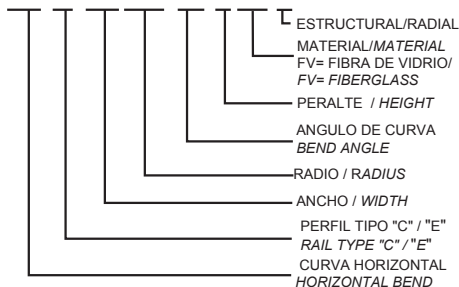 ESTRUCTURAL/RADIAL
MATERIAL/MATERIAL
FV= FIBRA DE VIDRIO/
FV= FIBERGLASS
PERALTE / HEIGHT
ANGULO DE CURVA
BEND ANGLE
RADIO / RADIUS
ANCHO / WIDTH
PERFIL TIPO "C" / "E"
RAIL TYPE "C" / "E"
CURVA HORIZONTAL
HORIZONTAL BEND